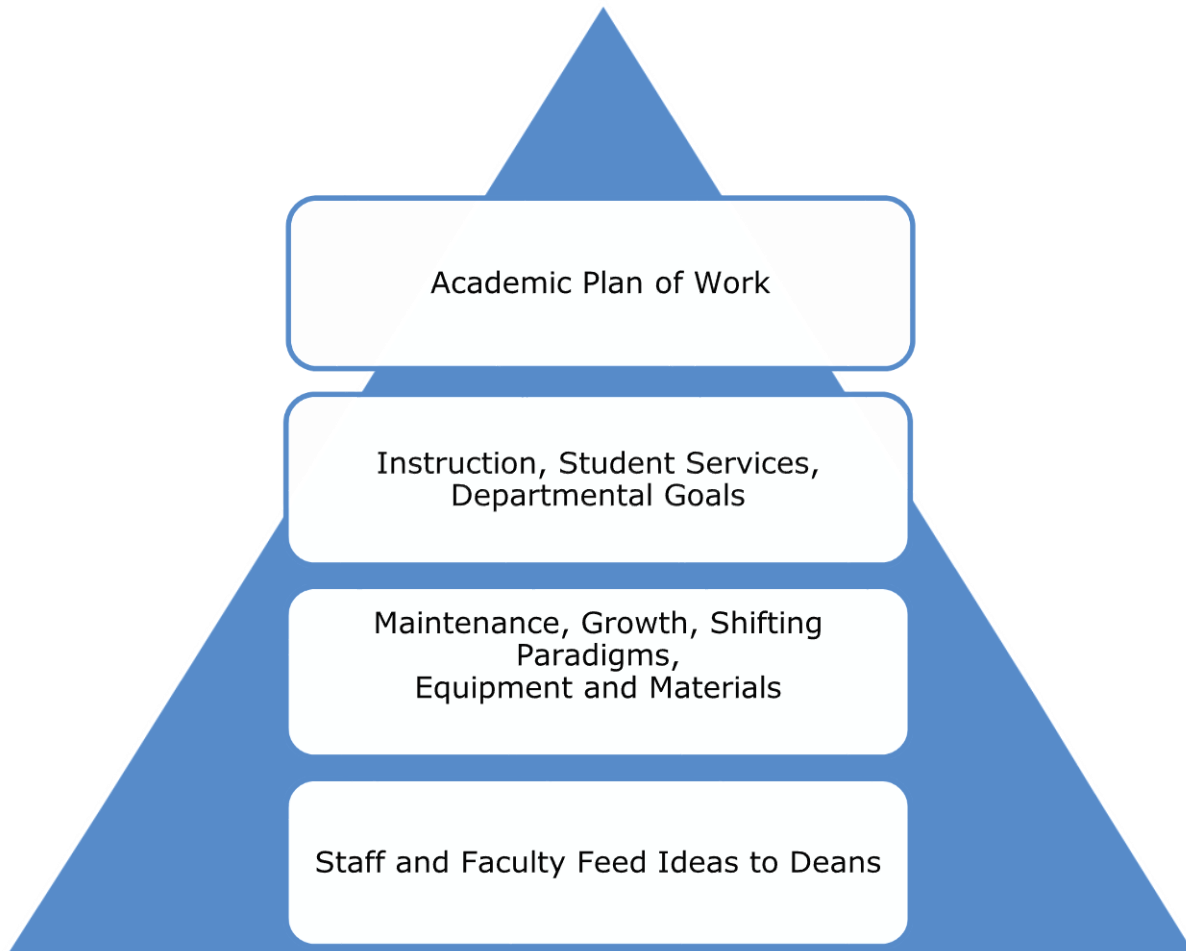 Academic Plan of Work
Instruction, Student Services,
Departmental Goals
Maintenance, Growth, Shifting
Paradigms,
Equipment and Materials
Staff and Faculty Feed Ideas to Deans